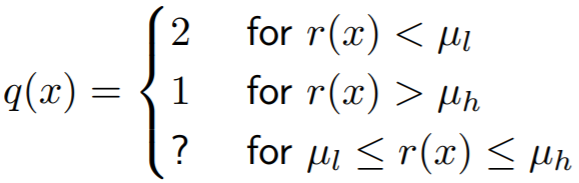 2 for r(x) < μ_l
q(x) = { 1 for r(x) > μ_h
? for μ_l ≤ r(x) ≤ μ_h